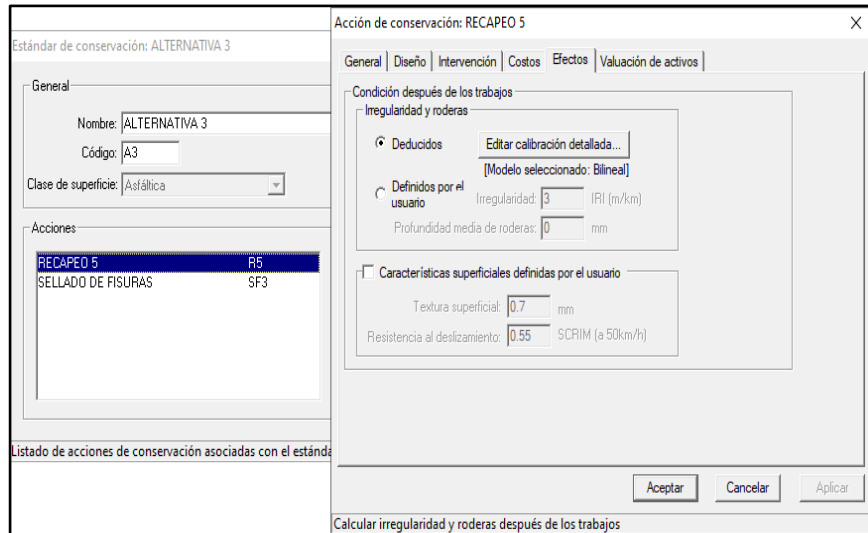 Estándar de conservación: ALTERNATIVA 3
General
Nombre: ALTERNATIVA 3
Código: A3
Clase de superficie: Asfáltica
Acciones
RECAPEO 5 R5
SELLADO DE FISURAS SF3
Listado de acciones de conservación asociadas con el estánda
Acción de conservación: RECAPEO 5 X
General Diseño Intervención Costos Efectos Valuación de activos
Condición después de los trabajos
Irregularidad y roderas
Deducidos Editar calibración detallada...
[Modelo seleccionado: Bilineal]
Definidos por el usuario Irregularidad: 3 IRI (m/km)
Profundidad media de roderas: 0 mm
Características superficiales definidas por el usuario
Textura superficial: 0.7 mm
Resistencia al deslizamiento: 0.55 SCRIM (a 50km/h)
Aceptar Cancelar Aplicar
Calcular irregularidad y roderas después de los trabajos